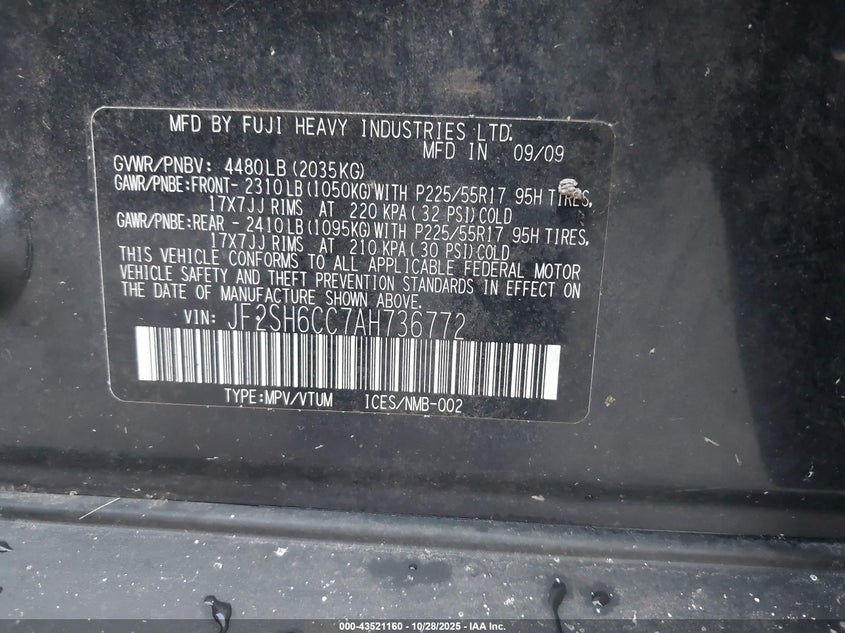 MFD BY FUJI HEAVY INDUSTRIES LTD.
MFD IN 09/09
GVWR/PNBV: 4480LB(2035KG)
GAWR/PNBE:FRONT- 2310LB(1050KG)WITH P225/55R17 95H TIRES,
17X7JJ RIMS AT 220 KPA(32 PSI)COLD
GAWR/PNBE:REAR - 2410LB(1095KG)WITH P225/55R17 95H TIRES,
17X7JJ RIMS AT 210 KPA(30 PSI)COLD
THIS VEHICLE CONFORMS TO ALL APPLICABLE FEDERAL MOTOR
VEHICLE SAFETY AND THEFT PREVENTION STANDARDS IN EFFECT ON
THE DATE OF MANUFACTURE SHOWN ABOVE.
VIN: JF2SH6CC7AH736772
TYPE:MPV/VTUM ICES/NMB-002
000-43521160 - 10/28/2025 - IAA Inc.